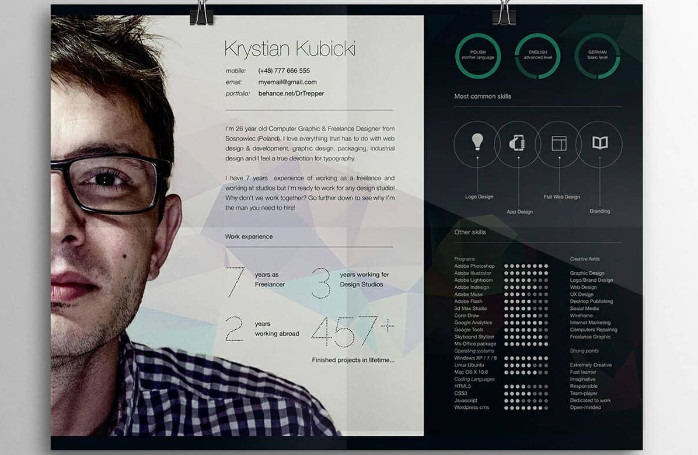 Krystian Kubicki
mobile: (+48) 777 666 555
email: myemail@gmail.com
portfolio: behance.net/DrTrepper
I'm 26 year old Computer Graphic & Freelance Designer from
Sosnowiec (Poland). I love everything that has to do with web
design & development, graphic design, packaging, industrial
design and I feel a true devotion for typography.
I have 7 years experience of working as a freelance and
working at studios but I'm ready to work for any design studio!
Why don't we work together? Go further down to see why I'm
the man you need to hire!
Work experience
7 years as Freelancer
3 years working for Design Studios
2 years working abroad
457+
Finished projects in lifetime...
POLISH
mother language
ENGLISH
advanced level
GERMAN
basic level
Most common skills
Logo Design
App Design
Flat Web Design
Branding
Other skills
Programs
Adobe Photoshop
Adobe Illustrator
Adobe Lightroom
Adobe Indesign
Adobe Muse
Adobe Flash
3d Max Studio
Corel Draw
Google Analytics
Google Tools
Skybound Stylizer
Ms Office package
Operating systems
Windows XP / 7 / 8
Linux Ubuntu
Mac OS X 10.8
Coding Languages
HTML5
CSS3
Javascript
Wordpress cms
Creative fields
Graphic Design
Logo/Brand Design
Web Design
UX Design
Desktop Publishing
Social Media
Wireframe
Internet Marketing
Computers Repairing
Freelance Graphic
Strong points
Extremely Creative
Fast learner
Imaginative
Responsible
Team-player
Dedicated to work
Open-minded